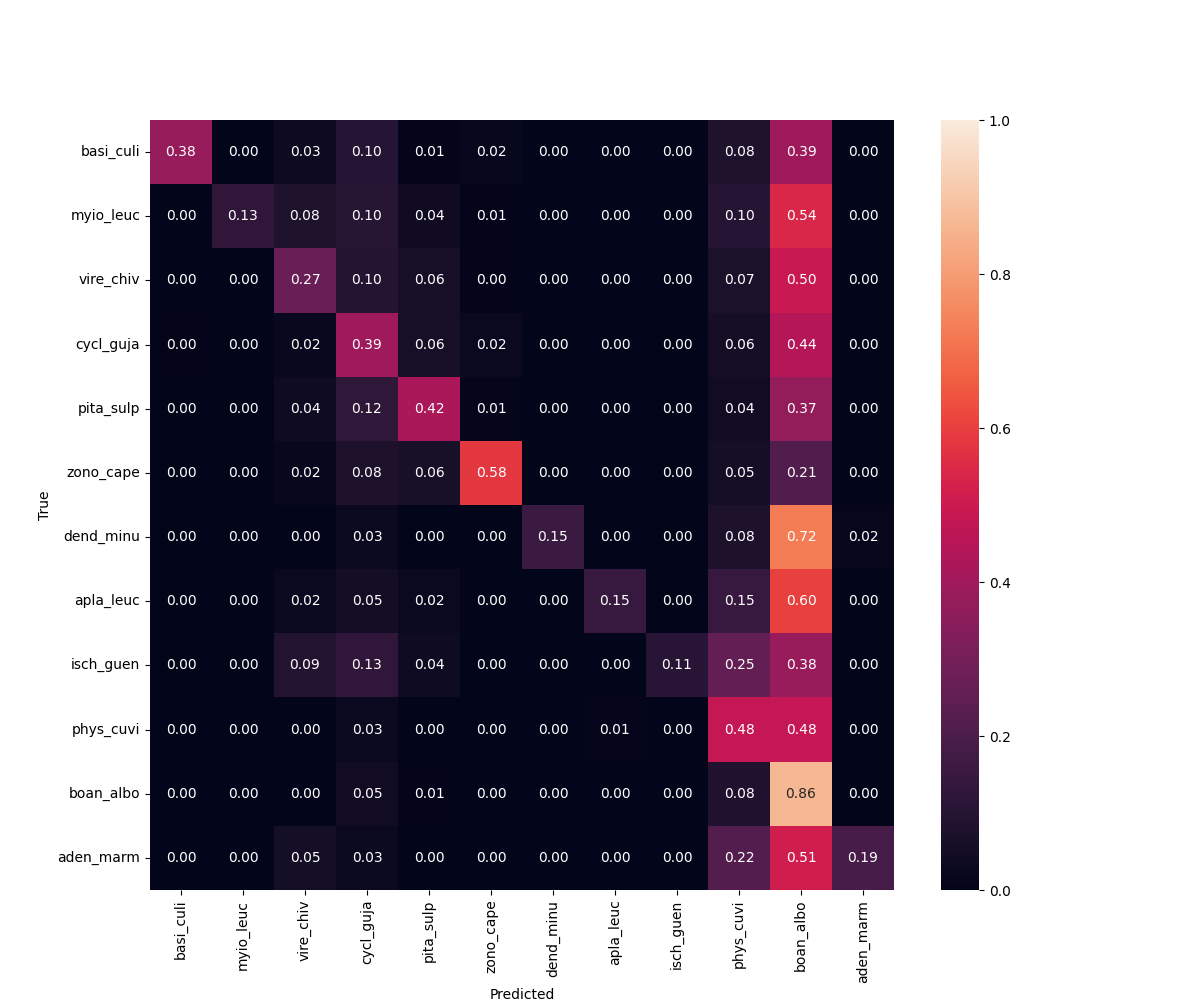 basi_culi 0.38 0.00 0.03 0.10 0.01 0.02 0.00 0.00 0.00 0.08 0.39 0.00
myio_leuc 0.00 0.13 0.08 0.10 0.04 0.01 0.00 0.00 0.00 0.10 0.54 0.00
vire_chiv 0.00 0.00 0.27 0.10 0.06 0.00 0.00 0.00 0.00 0.07 0.50 0.00
cycl_guja 0.00 0.00 0.02 0.39 0.06 0.02 0.00 0.00 0.00 0.06 0.44 0.00
pita_sulp 0.00 0.00 0.04 0.12 0.42 0.01 0.00 0.00 0.00 0.04 0.37 0.00
zono_cape 0.00 0.00 0.02 0.08 0.06 0.58 0.00 0.00 0.00 0.05 0.21 0.00
True
dend_minu 0.00 0.00 0.00 0.03 0.00 0.00 0.15 0.00 0.00 0.08 0.72 0.02
apla_leuc 0.00 0.00 0.02 0.05 0.02 0.00 0.00 0.15 0.00 0.15 0.60 0.00
isch_guen 0.00 0.00 0.09 0.13 0.04 0.00 0.00 0.00 0.11 0.25 0.38 0.00
phys_cuvi 0.00 0.00 0.00 0.03 0.00 0.00 0.00 0.01 0.00 0.48 0.48 0.00
boan_albo 0.00 0.00 0.00 0.05 0.01 0.00 0.00 0.00 0.00 0.08 0.86 0.00
aden_marm 0.00 0.00 0.05 0.03 0.00 0.00 0.00 0.00 0.00 0.22 0.51 0.19
basi_culi myio_leuc vire_chiv cycl_guja pita_sulp zono_cape dend_minu apla_leuc isch_guen phys_cuvi boan_albo aden_marm
Predicted
1.0
0.8
0.6
0.4
0.2
0.0